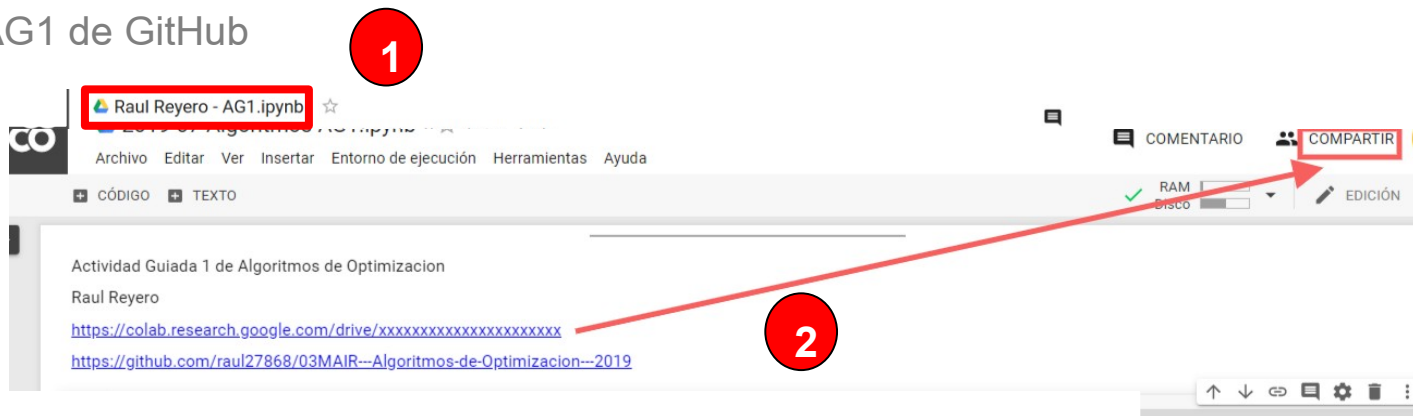 AG1 de GitHub
1
Raul Reyero - AG1.ipynb
CO
Archivo Editar Ver Insertar Entorno de ejecución Herramientas Ayuda
COMENTARIO
COMPARTIR
CÓDIGO
TEXTO
RAM
Disco
EDICIÓN
Actividad Guiada 1 de Algoritmos de Optimizacion
Raul Reyero
https://colab.research.google.com/drive/xxxxxxxxxxxxxxxxxxxxxxx
2
https://github.com/raul27868/03MAIR---Algoritmos-de-Optimizacion---2019